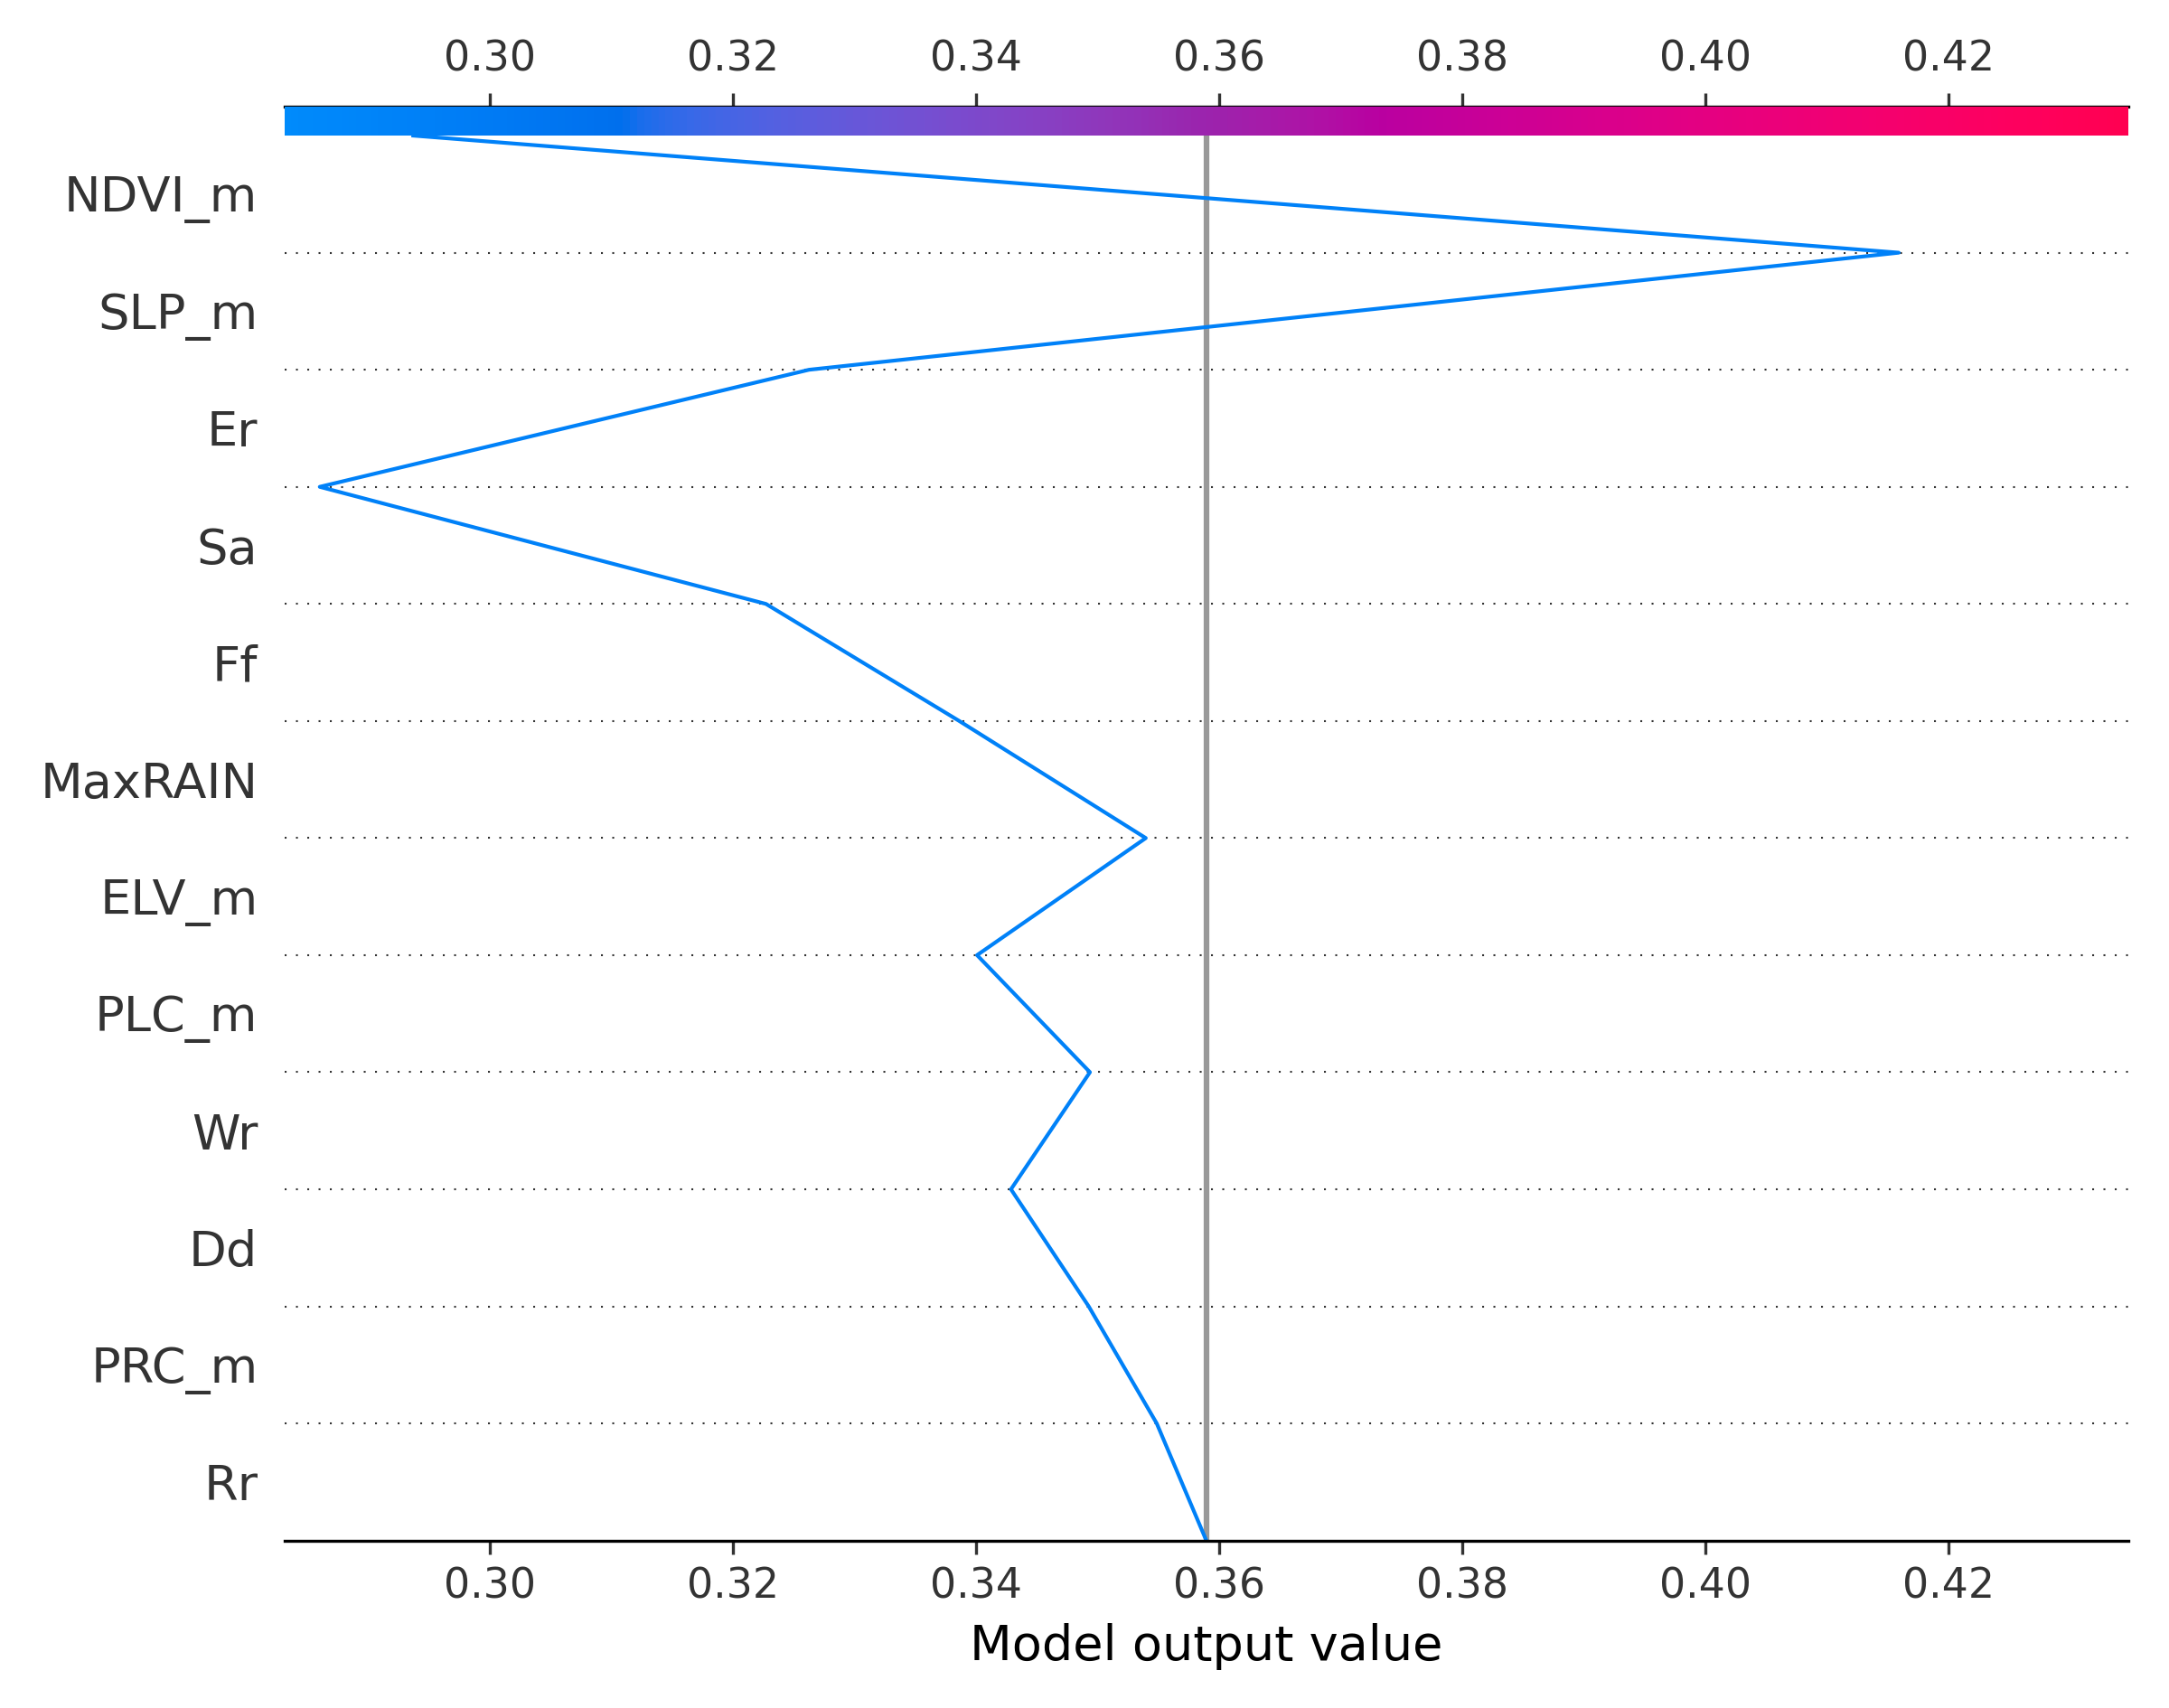 0.30 0.32 0.34 0.36 0.38 0.40 0.42
NDVI_m
SLP_m
Er
Sa
Ff
MaxRAIN
ELV_m
PLC_m
Wr
Dd
PRC_m
Rr
0.30 0.32 0.34 0.36 0.38 0.40 0.42
Model output value